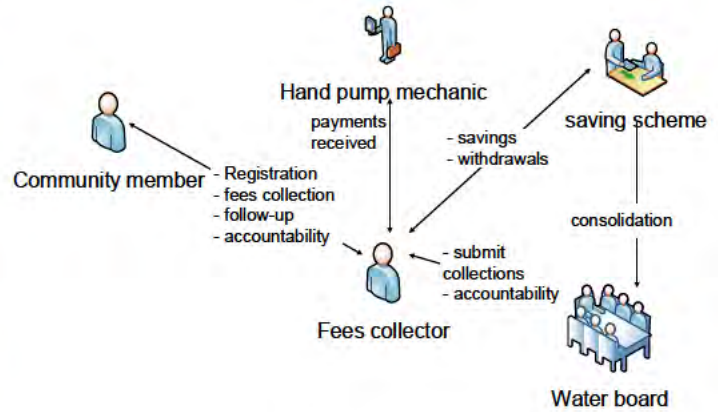 Hand pump mechanic
payments
received
saving scheme
- savings
- withdrawals
Community member
- Registration
- fees collection
- follow-up
- accountability
consolidation
- submit
collections
- accountability
Fees collector
Water board